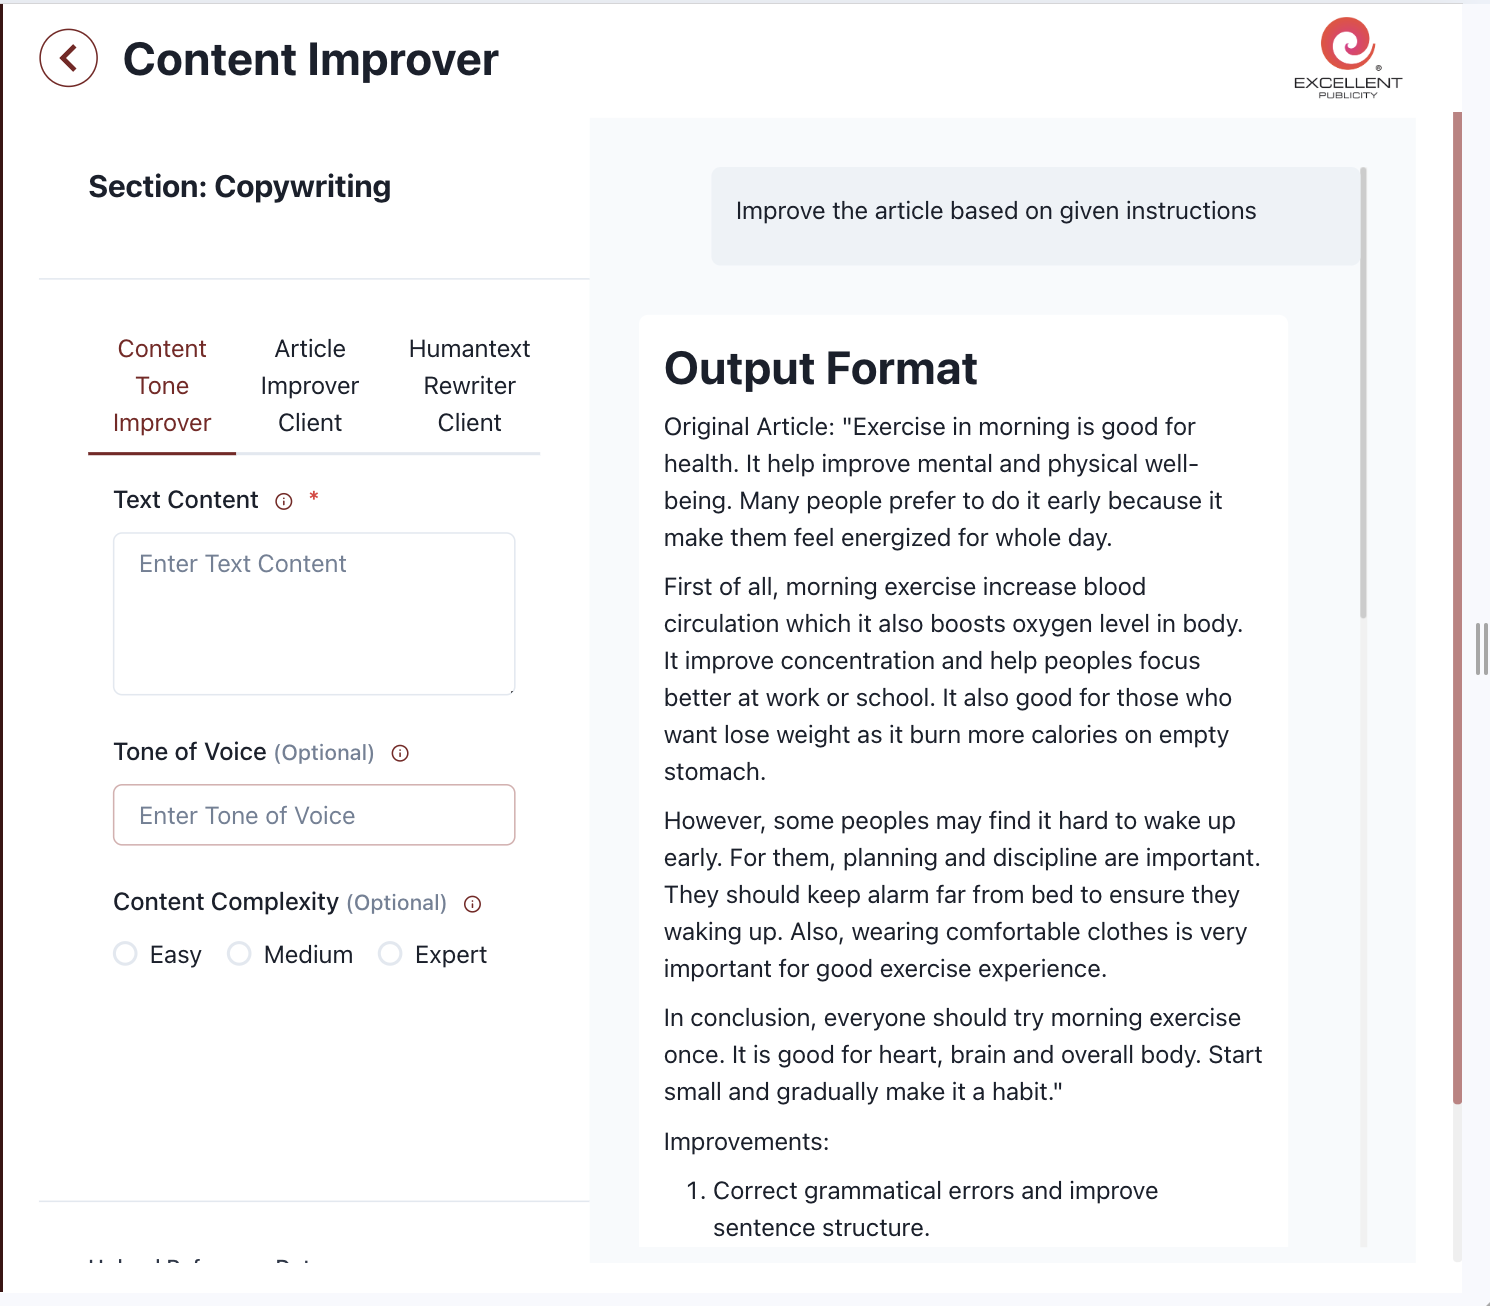 Content Improver
EXCELLENT
PUBLICITY
®
Section: Copywriting
Content
Tone
Improver
Article
Improver
Client
Humantext
Rewriter
Client
Text Content *
Enter Text Content
Tone of Voice (Optional)
Enter Tone of Voice
Content Complexity (Optional)
Easy Medium Expert
Improve the article based on given instructions
Output Format
Original Article: "Exercise in morning is good for
health. It help improve mental and physical well-
being. Many people prefer to do it early because it
make them feel energized for whole day.
First of all, morning exercise increase blood
circulation which it also boosts oxygen level in body.
It improve concentration and help peoples focus
better at work or school. It also good for those who
want lose weight as it burn more calories on empty
stomach.
However, some peoples may find it hard to wake up
early. For them, planning and discipline are important.
They should keep alarm far from bed to ensure they
waking up. Also, wearing comfortable clothes is very
important for good exercise experience.
In conclusion, everyone should try morning exercise
once. It is good for heart, brain and overall body. Start
small and gradually make it a habit."
Improvements:
1. Correct grammatical errors and improve
sentence structure.